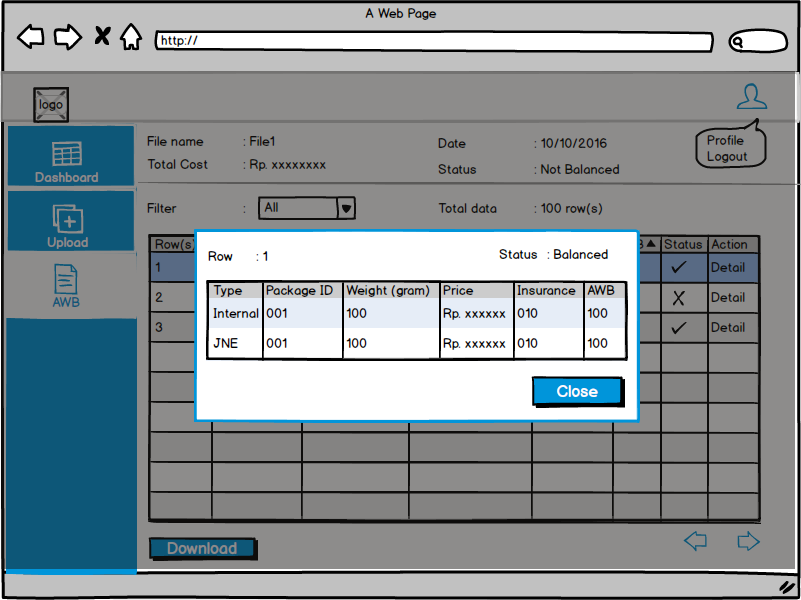 A Web Page
http://
logo
Profile
Logout
File name : File1
Date : 10/10/2016
Total Cost : Rp. xxxxxxxx
Status : Not Balanced
Dashboard
Upload
AWB
Filter : All
Total data : 100 row(s)
Row(s) Status Action
1 Detail
2 X Detail
3 Detail
Row : 1
Status : Balanced
Type Package ID Weight (gram) Price Insurance AWB
Internal 001 100 Rp. xxxxxx 010 100
JNE 001 100 Rp. xxxxxx 010 100
Close
Download